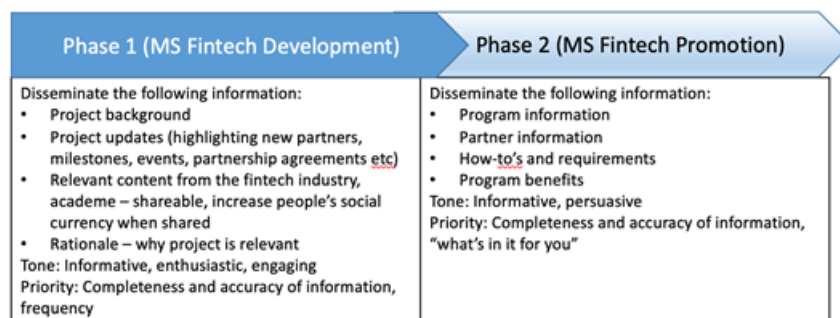 Phase 1 (MS Fintech Development)
Phase 2 (MS Fintech Promotion)
Disseminate the following information:
• Project background
• Project updates (highlighting new partners,
milestones, events, partnership agreements etc)
• Relevant content from the fintech industry,
academe – shareable, increase people's social
currency when shared
• Rationale – why project is relevant
Tone: Informative, enthusiastic, engaging
Priority: Completeness and accuracy of information,
frequency
Disseminate the following information:
• Program information
• Partner information
• How-to's and requirements
• Program benefits
Tone: Informative, persuasive
Priority: Completeness and accuracy of information,
"what's in it for you"